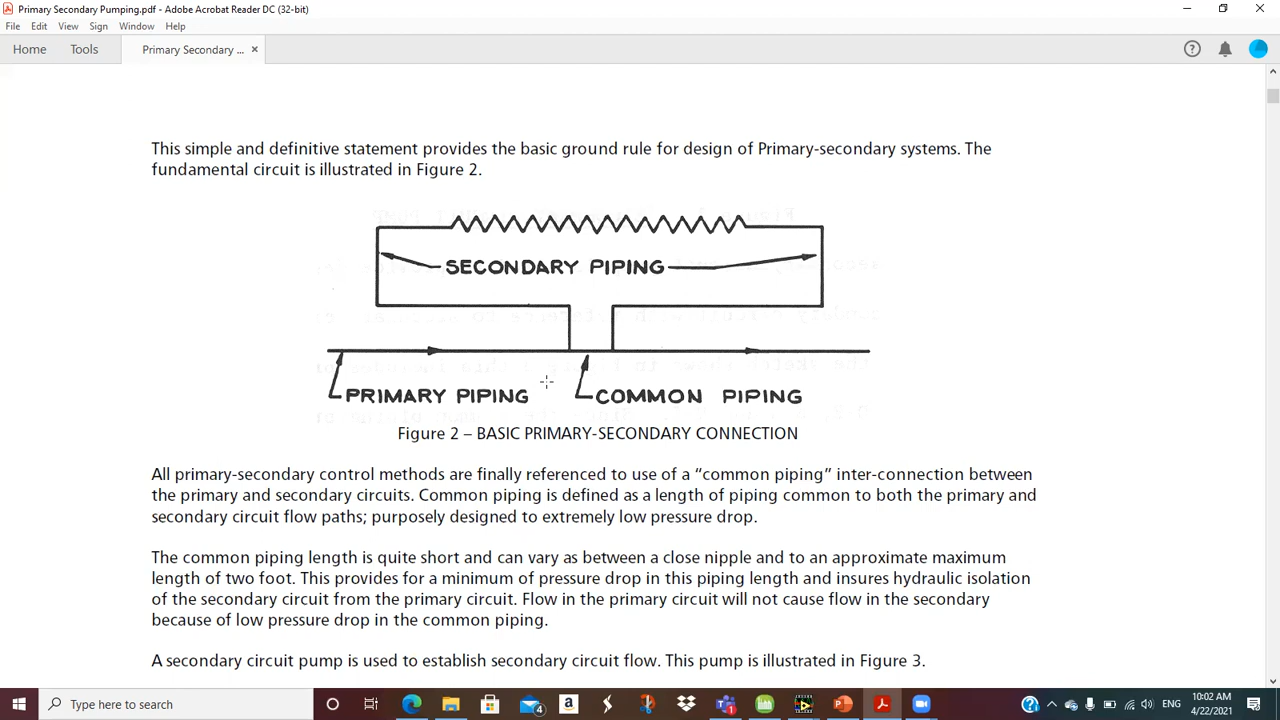 Primary Secondary Pumping.pdf - Adobe Acrobat Reader DC (32-bit)
File Edit View Sign Window Help
Home Tools Primary Secondary ... ×
This simple and definitive statement provides the basic ground rule for design of Primary-secondary systems. The
fundamental circuit is illustrated in Figure 2.
SECONDARY PIPING
PRIMARY PIPING
COMMON PIPING
Figure 2 – BASIC PRIMARY-SECONDARY CONNECTION
All primary-secondary control methods are finally referenced to use of a “common piping” inter-connection between
the primary and secondary circuits. Common piping is defined as a length of piping common to both the primary and
secondary circuit flow paths; purposely designed to extremely low pressure drop.
The common piping length is quite short and can vary as between a close nipple and to an approximate maximum
length of two foot. This provides for a minimum of pressure drop in this piping length and insures hydraulic isolation
of the secondary circuit from the primary circuit. Flow in the primary circuit will not cause flow in the secondary
because of low pressure drop in the common piping.
A secondary circuit pump is used to establish secondary circuit flow. This pump is illustrated in Figure 3.
Type here to search
4
10:02 AM
4/22/2021